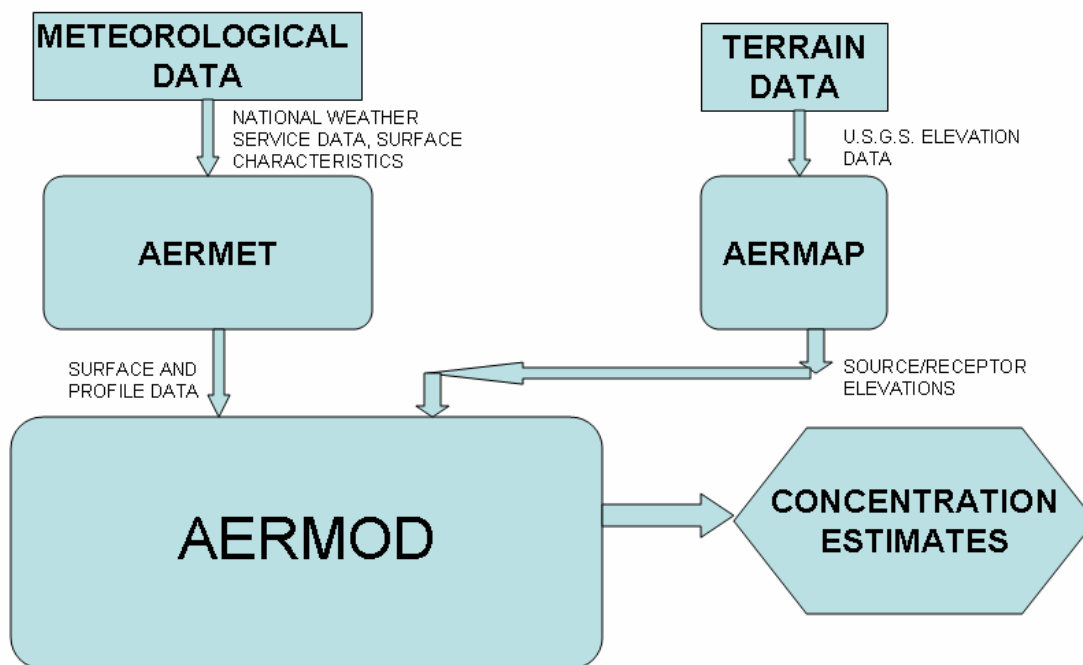 METEOROLOGICAL
DATA
TERRAIN
DATA
NATIONAL WEATHER
SERVICE DATA, SURFACE
CHARACTERISTICS
U.S.G.S. ELEVATION
DATA
AERMET
AERMAP
SURFACE AND
PROFILE DATA
SOURCE/RECEPTOR
ELEVATIONS
AERMOD
CONCENTRATION
ESTIMATES